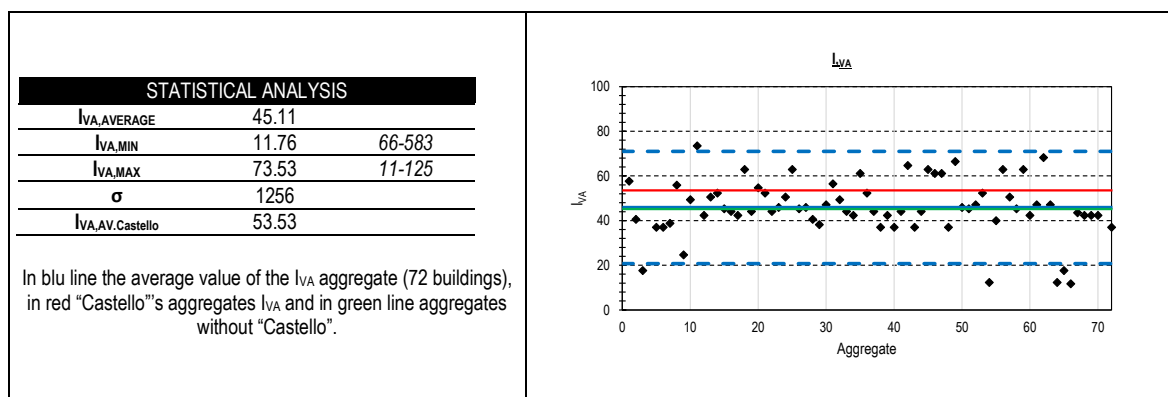 STATISTICAL ANALYSIS
IVA,AVERAGE 45.11
IVA,MIN 11.76 66-583
IVA,MAX 73.53 11-125
σ 1256
IVA,AV.Castello 53.53
In blu line the average value of the IVA aggregate (72 buildings),
in red “Castello”’s aggregates IVA and in green line aggregates
without “Castello”.
I,VA
100
80
60
40
20
0
IVA
0 10 20 30 40 50 60 70
Aggregate